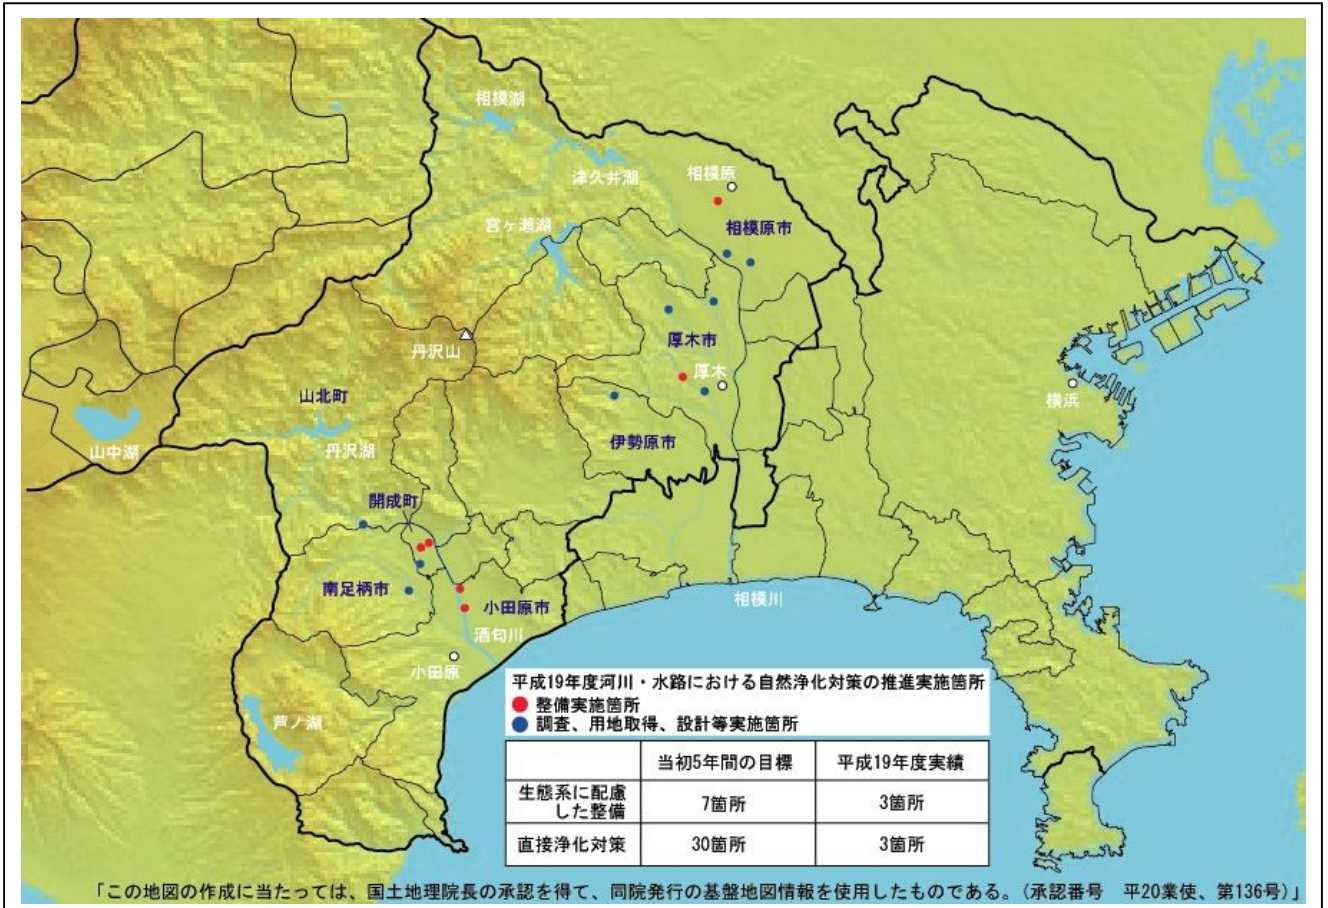 相模湖
津久井湖
相模原
宮ヶ瀬湖
相模原市
厚木市
丹沢山
厚木
山北町
横浜
山中湖
丹沢湖
伊勢原市
開成町
南足柄市
小田原市
相模川
酒匂川
小田原
芦ノ湖
平成19年度河川・水路における自然浄化対策の推進実施箇所
整備実施箇所
調査、用地取得、設計等実施箇所
当初5年間の目標 平成19年度実績
生態系に配慮
した整備 7箇所 3箇所
直接浄化対策 30箇所 3箇所
「この地図の作成に当たっては、国土地理院長の承認を得て、同院発行の基盤地図情報を使用したものである。(承認番号 平20業使、第136号)」